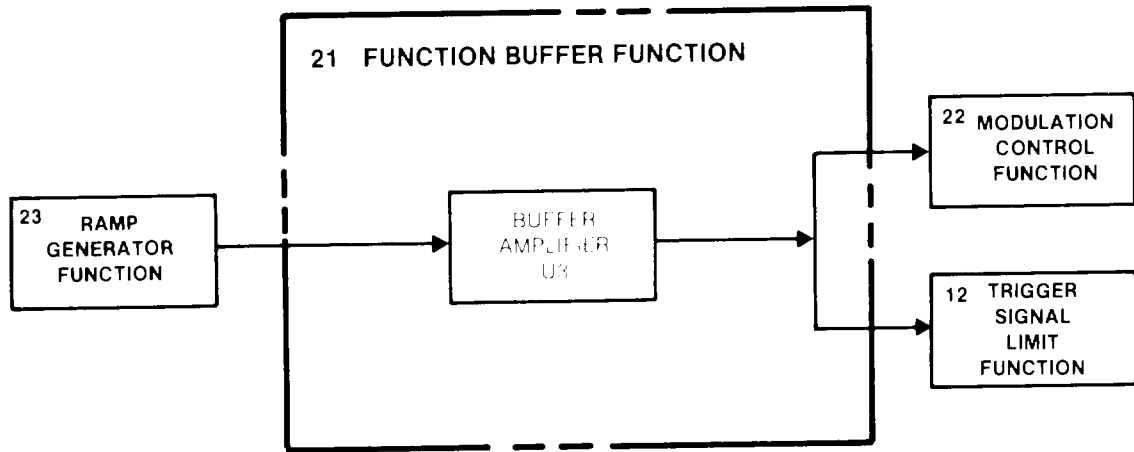 21 FUNCTION BUFFER FUNCTION
23 RAMP
GENERATOR
FUNCTION
BUFFER
AMPLIFIER
U3
22 MODULATION
CONTROL
FUNCTION
12 TRIGGER
SIGNAL
LIMIT
FUNCTION